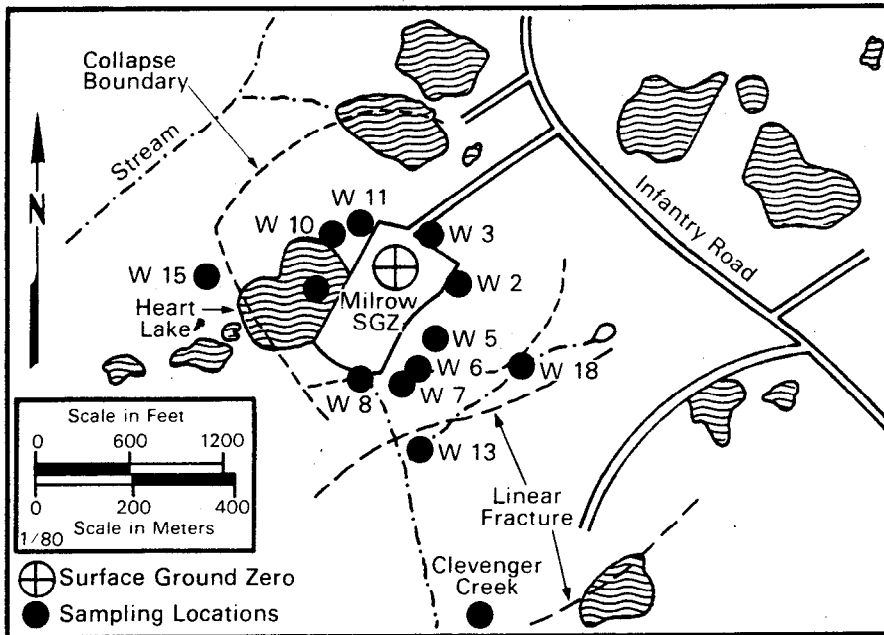 Collapse
Boundary
Stream
N
Infantry Road
W 11
W 10
W 3
W 15
W 2
Milrow
SGZ
Heart
Lake
W 5
W 6
W 18
W 7
W 8
W 13
Linear
Fracture
Clevenger
Creek
Scale in Feet
0 600 1200
0 200 400
Scale in Meters
1/80
Surface Ground Zero
Sampling Locations